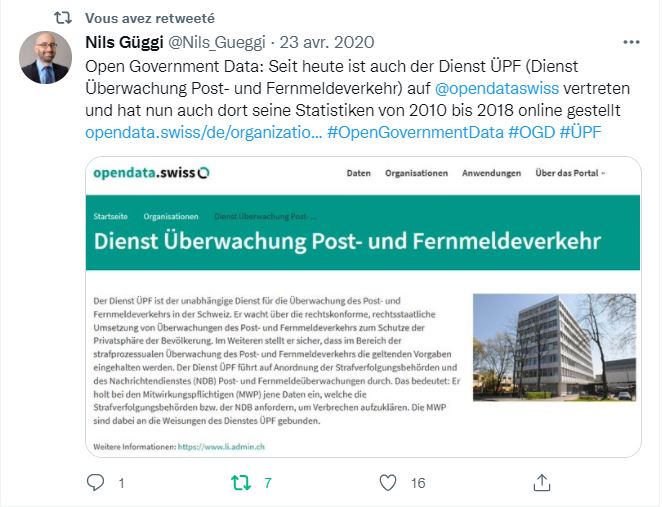 Vous avez retweeté
Nils Güggi @Nils_Gueggi · 23 avr. 2020
Open Government Data: Seit heute ist auch der Dienst ÜPF (Dienst
Überwachung Post- und Fernmeldeverkehr) auf @opendataswiss vertreten
und hat nun auch dort seine Statistiken von 2010 bis 2018 online gestellt
opendata.swiss/de/organizatio... #OpenGovernmentData #OGD #ÜPF
opendata.swiss
Daten Organisationen Anwendungen Über das Portal
Startseite Organisationen Dienst Überwachung Post- ...
Dienst Überwachung Post- und Fernmeldeverkehr
Der Dienst ÜPF ist der unabhängige Dienst für die Überwachung des Post- und
Fernmeldeverkehrs in der Schweiz. Er wacht über die rechtskonforme, rechtsstaatliche
Umsetzung von Überwachungen des Post- und Fernmeldeverkehrs zum Schutze der
Privatsphäre der Bevölkerung. Im Weiteren stellt er sicher, dass im Bereich der
strafprozessualen Überwachung des Post- und Fernmeldeverkehrs die geltenden Vorgaben
eingehalten werden. Der Dienst ÜPF führt auf Anordnung der Strafverfolgungsbehörden und
des Nachrichtendienstes (NDB) Post- und Fernmeldeüberwachungen durch. Das bedeutet: Er
holt bei den Mitwirkungspflichtigen (MWP) jene Daten ein, welche die
Strafverfolgungsbehörden bzw. der NDB anfordern, um Verbrechen aufzuklären. Die MWP
sind dabei an die Weisungen des Dienstes ÜPF gebunden.
Weitere Informationen: https://www.li.admin.ch
1 7 16